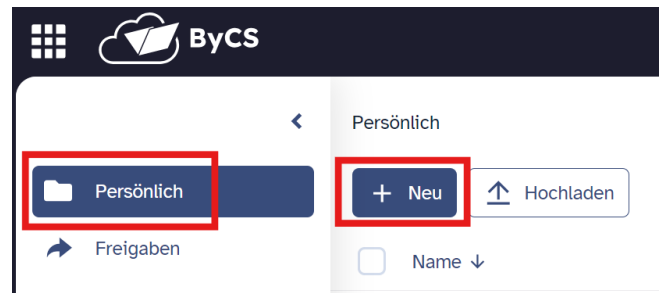 ByCS
Persönlich
Freigaben
Persönlich
+ Neu
Hochladen
Name